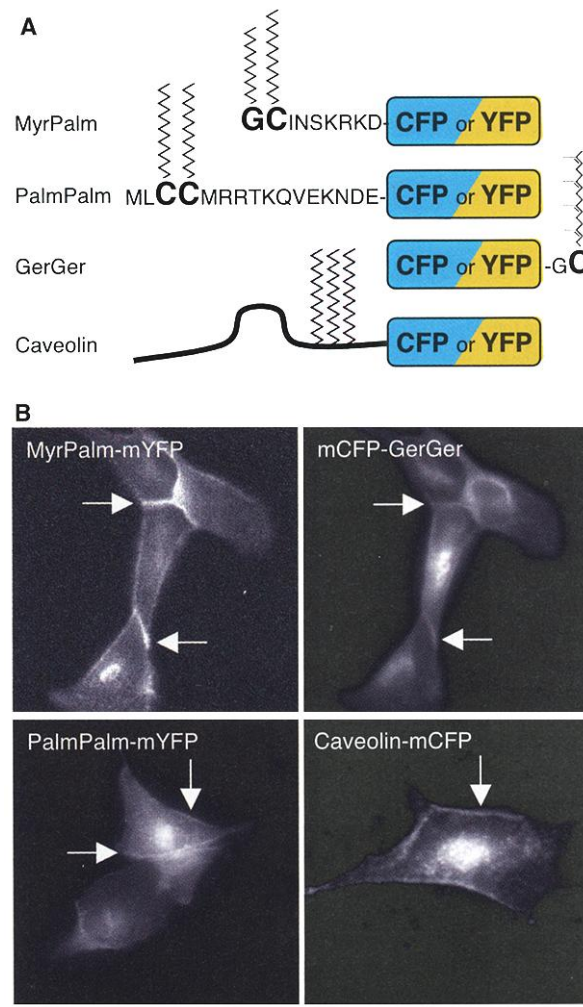 A
MyrPalm GCINSKRKD- CFP or YFP
PalmPalm MLCCMRRTKQVEKNDE- CFP or YFP
GerGer CFP or YFP -GC
Caveolin CFP or YFP
B
MyrPalm-mYFP mCFP-GerGer
PalmPalm-mYFP Caveolin-mCFP